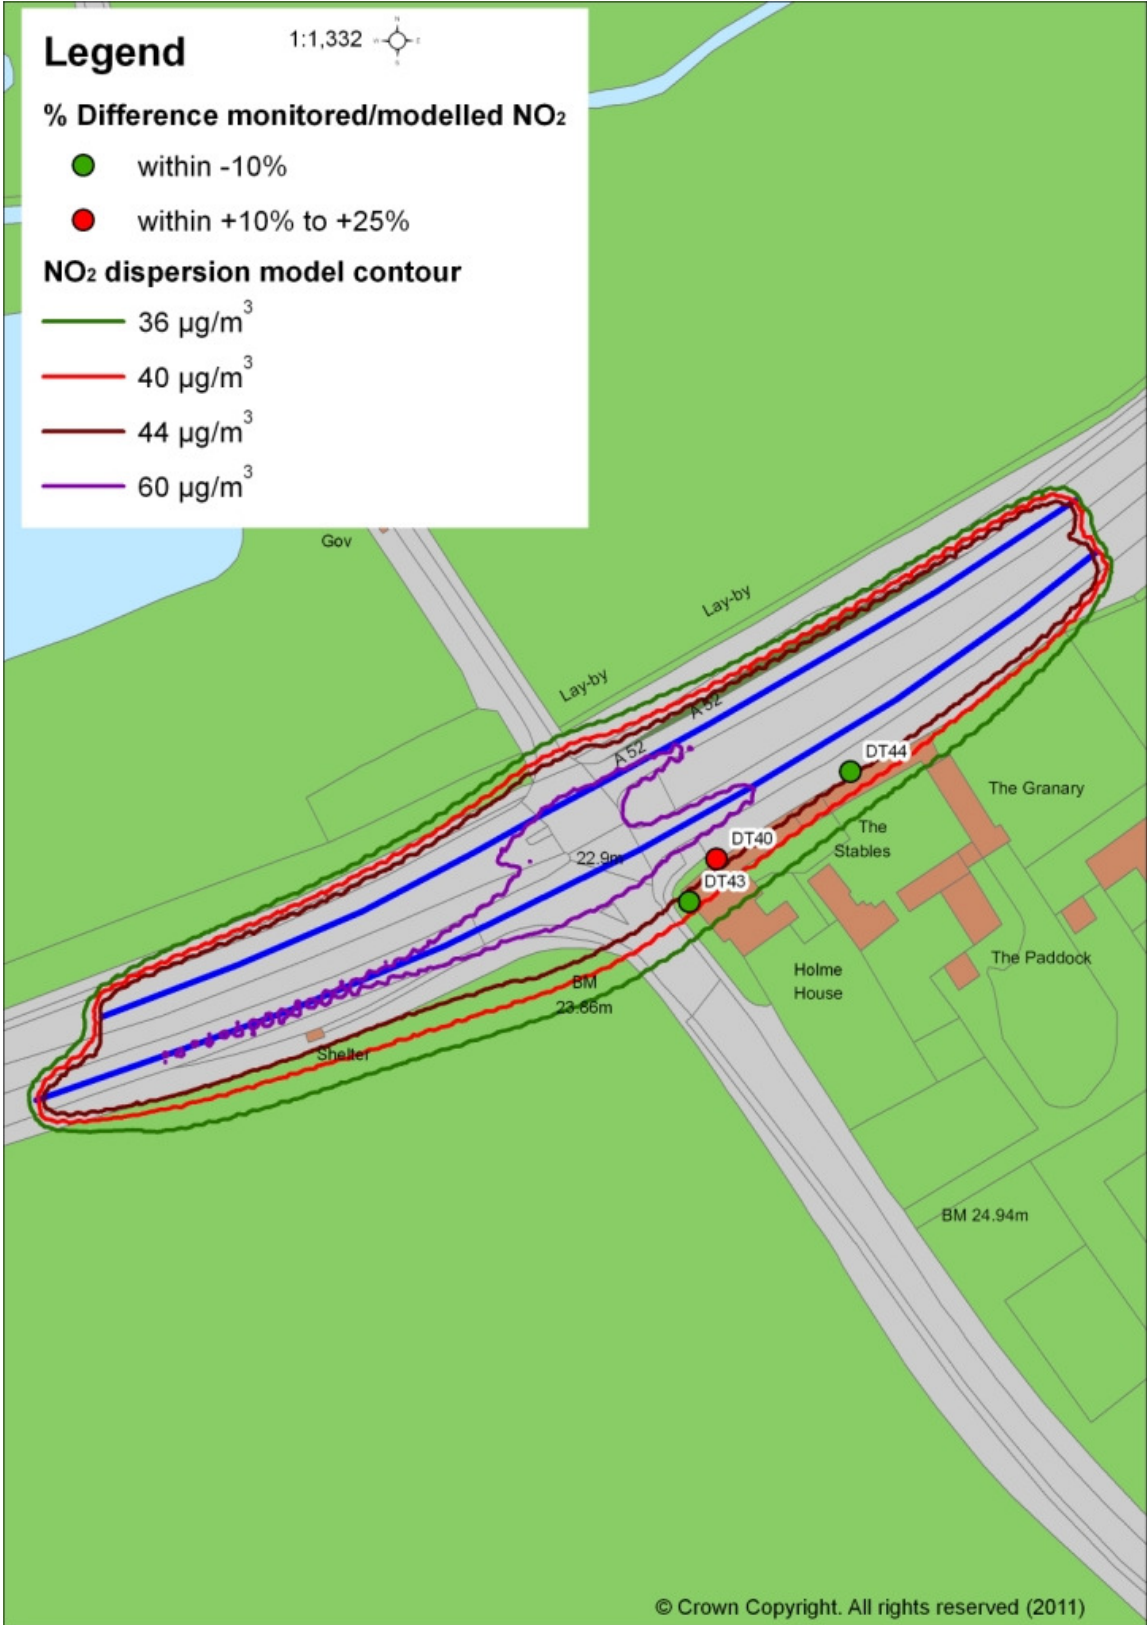 Legend
1:1,332
N
W E
S
% Difference monitored/modelled NO₂
within -10%
within +10% to +25%
NO₂ dispersion model contour
36 µg/m³
40 µg/m³
44 µg/m³
60 µg/m³
Gov
Lay-by
Lay-by
A 52
A 52
DT44
The Granary
The
Stables
DT40
22.9m
DT43
The Paddock
Holme
House
BM
23.86m
Shelter
BM 24.94m
© Crown Copyright. All rights reserved (2011)